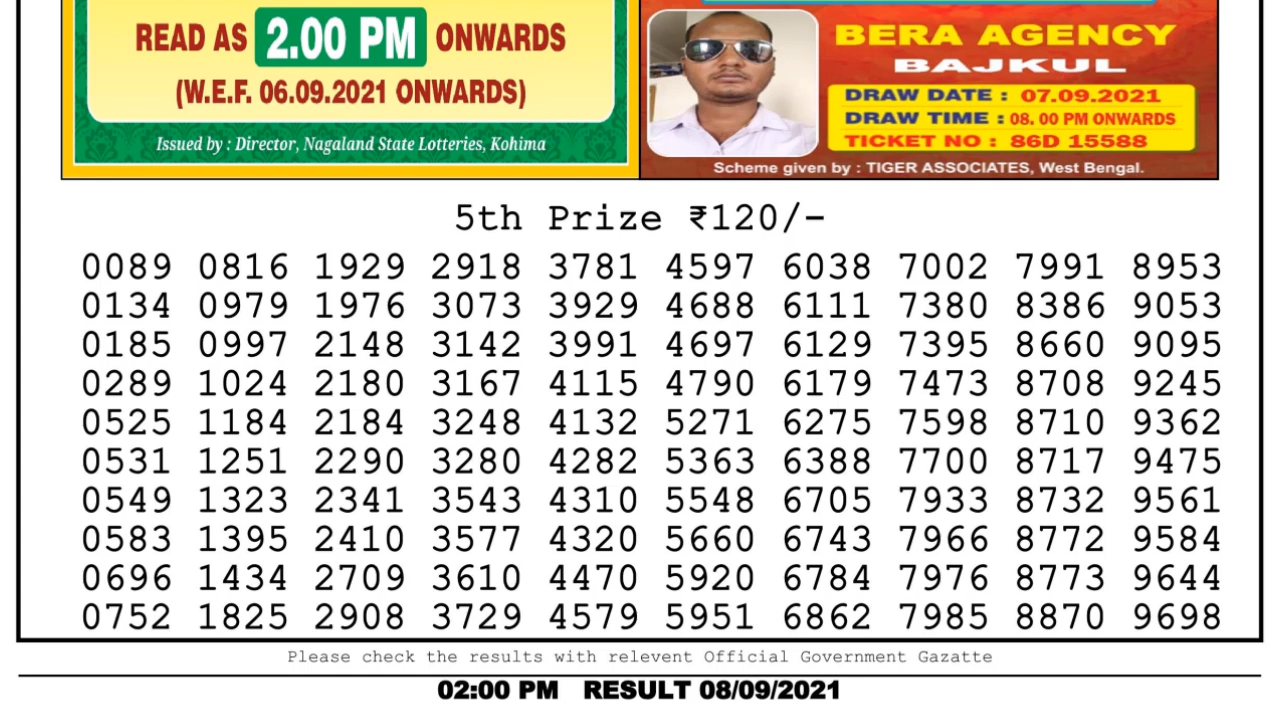 READ AS 2.00 PM ONWARDS
(W.E.F. 06.09.2021 ONWARDS)
Issued by : Director, Nagaland State Lotteries, Kohima
BERA AGENCY
BAJKUL
DRAW DATE : 07.09.2021
DRAW TIME : 08. 00 PM ONWARDS
TICKET NO : 86D 15588
Scheme given by : TIGER ASSOCIATES, West Bengal.
5th Prize ₹120/-
0089 0816 1929 2918 3781 4597 6038 7002 7991 8953
0134 0979 1976 3073 3929 4688 6111 7380 8386 9053
0185 0997 2148 3142 3991 4697 6129 7395 8660 9095
0289 1024 2180 3167 4115 4790 6179 7473 8708 9245
0525 1184 2184 3248 4132 5271 6275 7598 8710 9362
0531 1251 2290 3280 4282 5363 6388 7700 8717 9475
0549 1323 2341 3543 4310 5548 6705 7933 8732 9561
0583 1395 2410 3577 4320 5660 6743 7966 8772 9584
0696 1434 2709 3610 4470 5920 6784 7976 8773 9644
0752 1825 2908 3729 4579 5951 6862 7985 8870 9698
Please check the results with relevent Official Government Gazatte
02:00 PM RESULT 08/09/2021